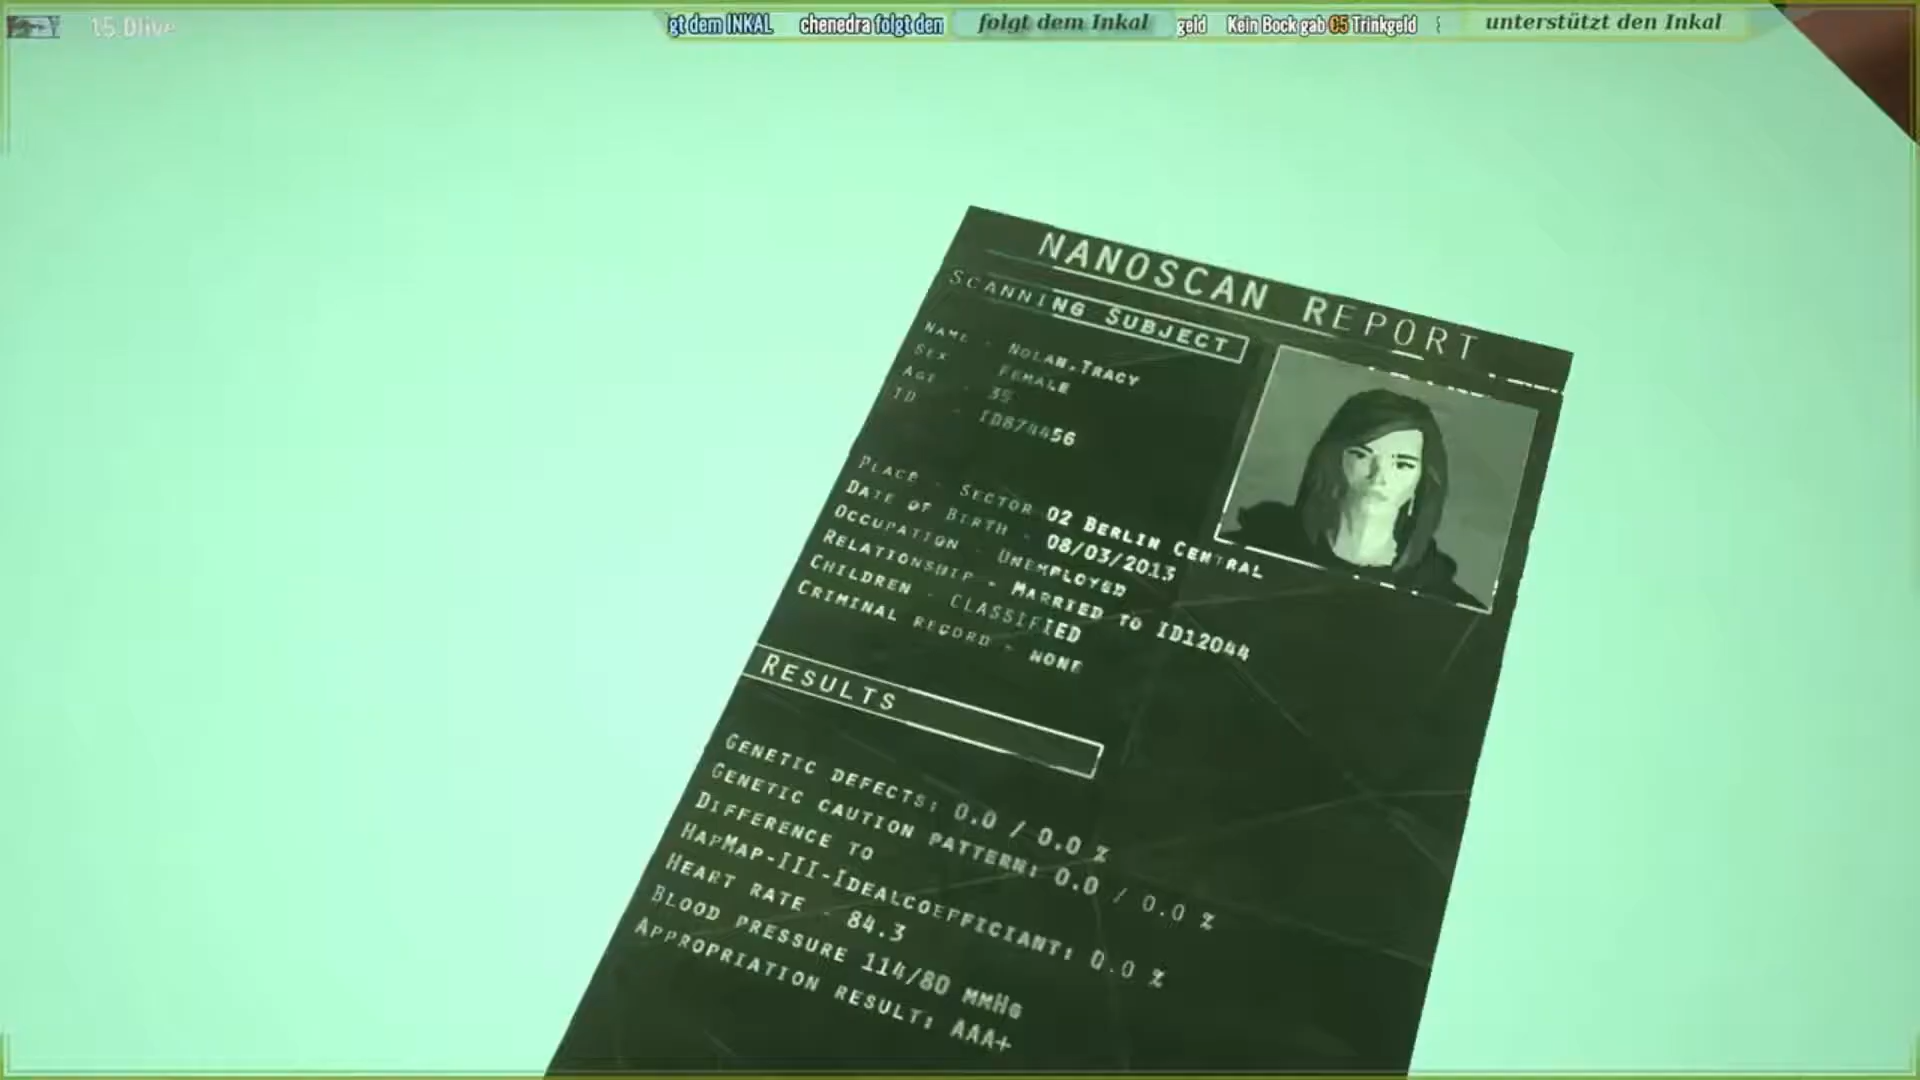 15 Dlive
gt dem INKAL chenedra folgt den folgt dem Inkal geld Kein Bock gab 05 Trinkgeld unterstützt den Inkal
NANOSCAN REPORT
SCANNING SUBJECT
NAME - NOLAN,TRACY
SEX - FEMALE
AGE - 35
ID - ID874456
PLACE - SECTOR 02 BERLIN CENTRAL
DATE OF BIRTH - 08/03/2013
OCCUPATION - UNEMPLOYED
RELATIONSHIP - MARRIED TO ID12044
CHILDREN - CLASSIFIED
CRIMINAL RECORD - NONE
RESULTS
GENETIC DEFECTS: 0.0 / 0.0 %
GENETIC CAUTION PATTERN: 0.0 / 0.0 %
DIFFERENCE TO
HAPMAP-III-IDEALCOEFFICIANT: 0.0 %
HEART RATE - 84.3
BLOOD PRESSURE 114/80 MMHG
APPROPRIATION RESULT: AAA+